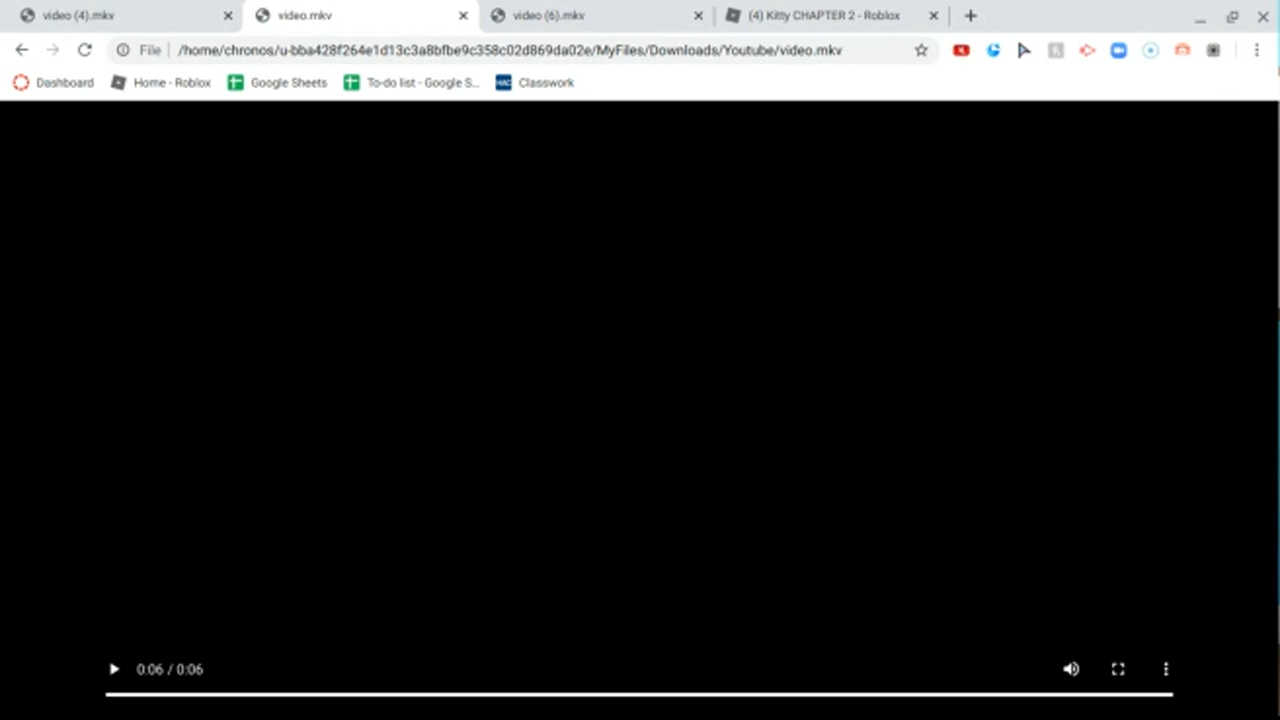 video (4).mkv
video.mkv
video (6).mkv
(4) Kitty CHAPTER 2 - Roblox
File
/home/chronos/u-bba428f264e1d13c3a8bfbe9c358c02d869da02e/MyFiles/Downloads/Youtube/video.mkv
Dashboard
Home - Roblox
Google Sheets
To-do list - Google S...
HAC
Classwork
0:06 / 0:06